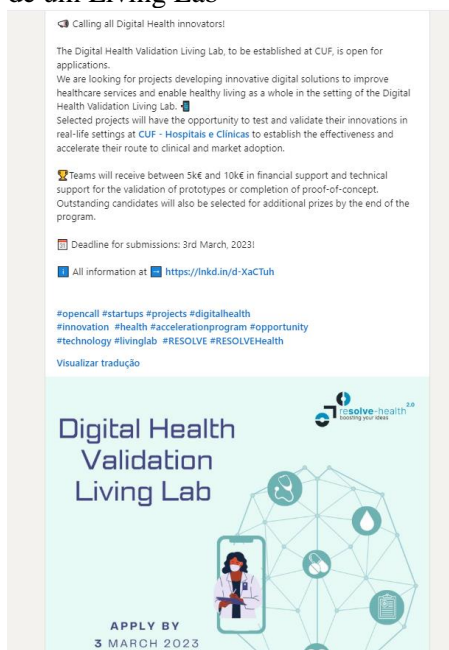 de um Living Lab
Calling all Digital Health innovators!
The Digital Health Validation Living Lab, to be established at CUF, is open for
applications.
We are looking for projects developing innovative digital solutions to improve
healthcare services and enable healthy living as a whole in the setting of the Digital
Health Validation Living Lab.
Selected projects will have the opportunity to test and validate their innovations in
real-life settings at CUF - Hospitais e Clínicas to establish the effectiveness and
accelerate their route to clinical and market adoption.
Teams will receive between 5k€ and 10k€ in financial support and technical
support for the validation of prototypes or completion of proof-of-concept.
Outstanding candidates will also be selected for additional prizes by the end of the
program.
Deadline for submissions: 3rd March, 2023!
All information at https://lnkd.in/d-XaCTuh
#opencall #startups #projects #digitalhealth
#innovation #health #accelerationprogram #opportunity
#technology #livinglab #RESOLVE #RESOLVEHealth
Visualizar tradução
resolve-health 2.0
boosting your ideas
Digital Health
Validation
Living Lab
APPLY BY
3 MARCH 2023